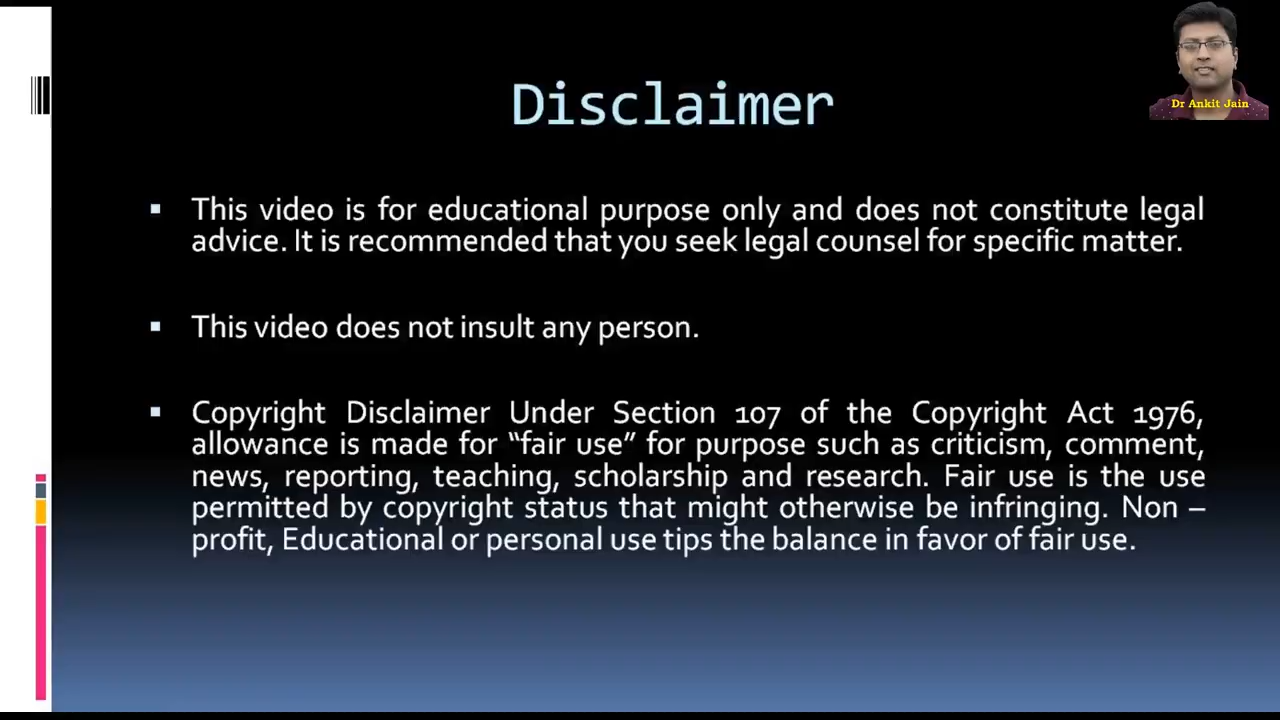 Disclaimer
Dr Ankit Jain
▪ This video is for educational purpose only and does not constitute legal
advice. It is recommended that you seek legal counsel for specific matter.
▪ This video does not insult any person.
▪ Copyright Disclaimer Under Section 107 of the Copyright Act 1976,
allowance is made for “fair use” for purpose such as criticism, comment,
news, reporting, teaching, scholarship and research. Fair use is the use
permitted by copyright status that might otherwise be infringing. Non –
profit, Educational or personal use tips the balance in favor of fair use.